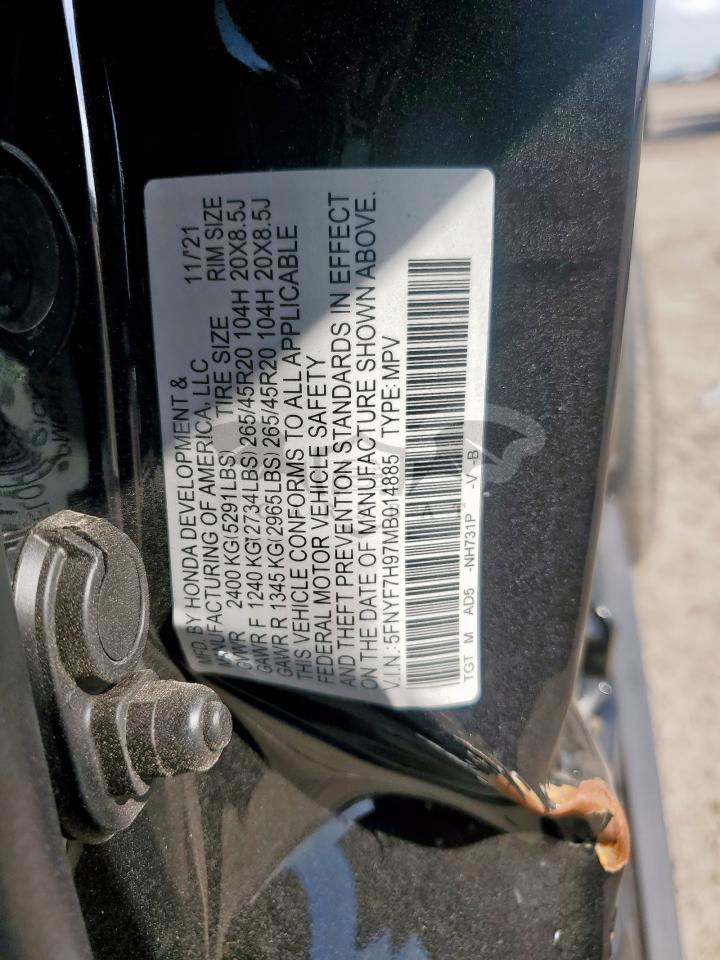 MFD. BY HONDA DEVELOPMENT &
MANUFACTURING OF AMERICA, LLC 11/21
GVWR 2400 KG(5291LBS) TIRE SIZE RIM SIZE
GAWR F 1240 KG(2734LBS) 265/45R20 104H 20X8.5J
GAWR R 1345 KG(2965LBS) 265/45R20 104H 20X8.5J
THIS VEHICLE CONFORMS TO ALL APPLICABLE
FEDERAL MOTOR VEHICLE SAFETY
AND THEFT PREVENTION STANDARDS IN EFFECT
ON THE DATE OF MANUFACTURE SHOWN ABOVE.
V.I.N.: 5FNYF7H97MB014885 TYPE: MPV
TGT M AD5 -NH731P -V -B